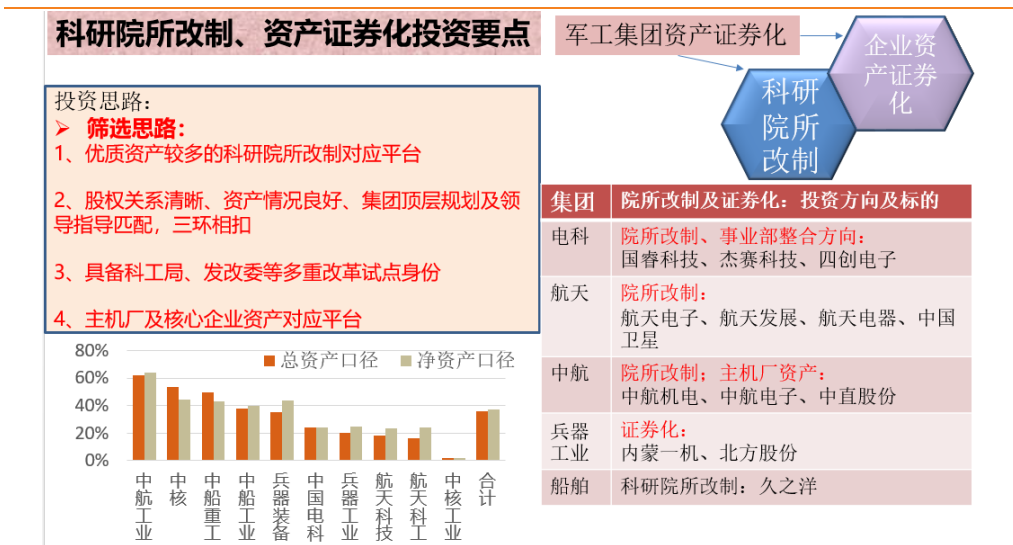 科研院所改制、资产证券化投资要点
军工集团资产证券化
企业资
产证券
化
科研
院所
改制
投资思路：
➢ 筛选思路：
1、优质资产较多的科研院所改制对应平台
2、股权关系清晰、资产情况良好、集团顶层规划及领
导指导匹配，三环相扣
3、具备科工局、发改委等多重改革试点身份
4、主机厂及核心企业资产对应平台
集团 院所改制及证券化：投资方向及标的
电科 院所改制、事业部整合方向：
国睿科技、杰赛科技、四创电子
航天 院所改制：
航天电子、航天发展、航天电器、中国
卫星
中航 院所改制；主机厂资产：
中航机电、中航电子、中直股份
兵器
工业
证券化：
内蒙一机、北方股份
船舶 科研院所改制：久之洋
总资产口径 净资产口径
80%
60%
40%
20%
0%
中航工业
中核
中船重工
中船工业
兵器装备
中国电科
兵器工业
航天科技
航天科工
中核工业
合计